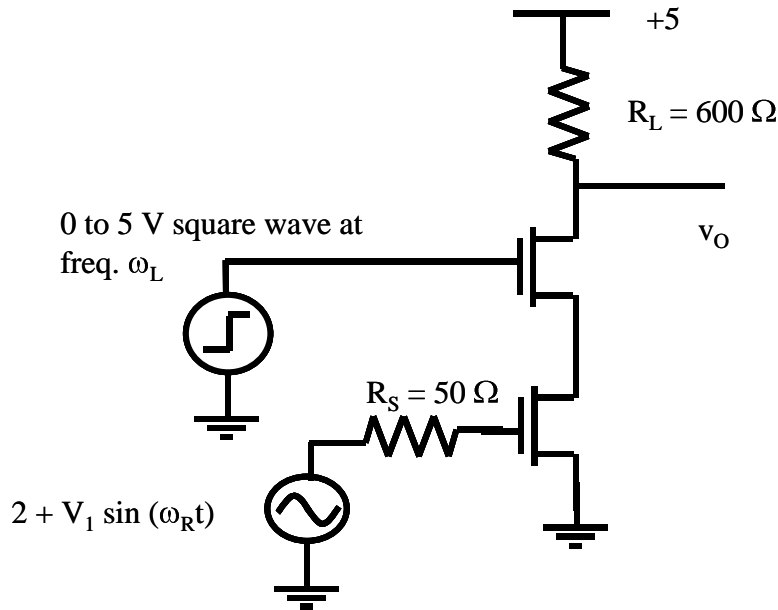 +5
R_L = 600 Ω
0 to 5 V square wave at
freq. ω_L
v_O
R_S = 50 Ω
2 + V_1 sin (ω_Rt)